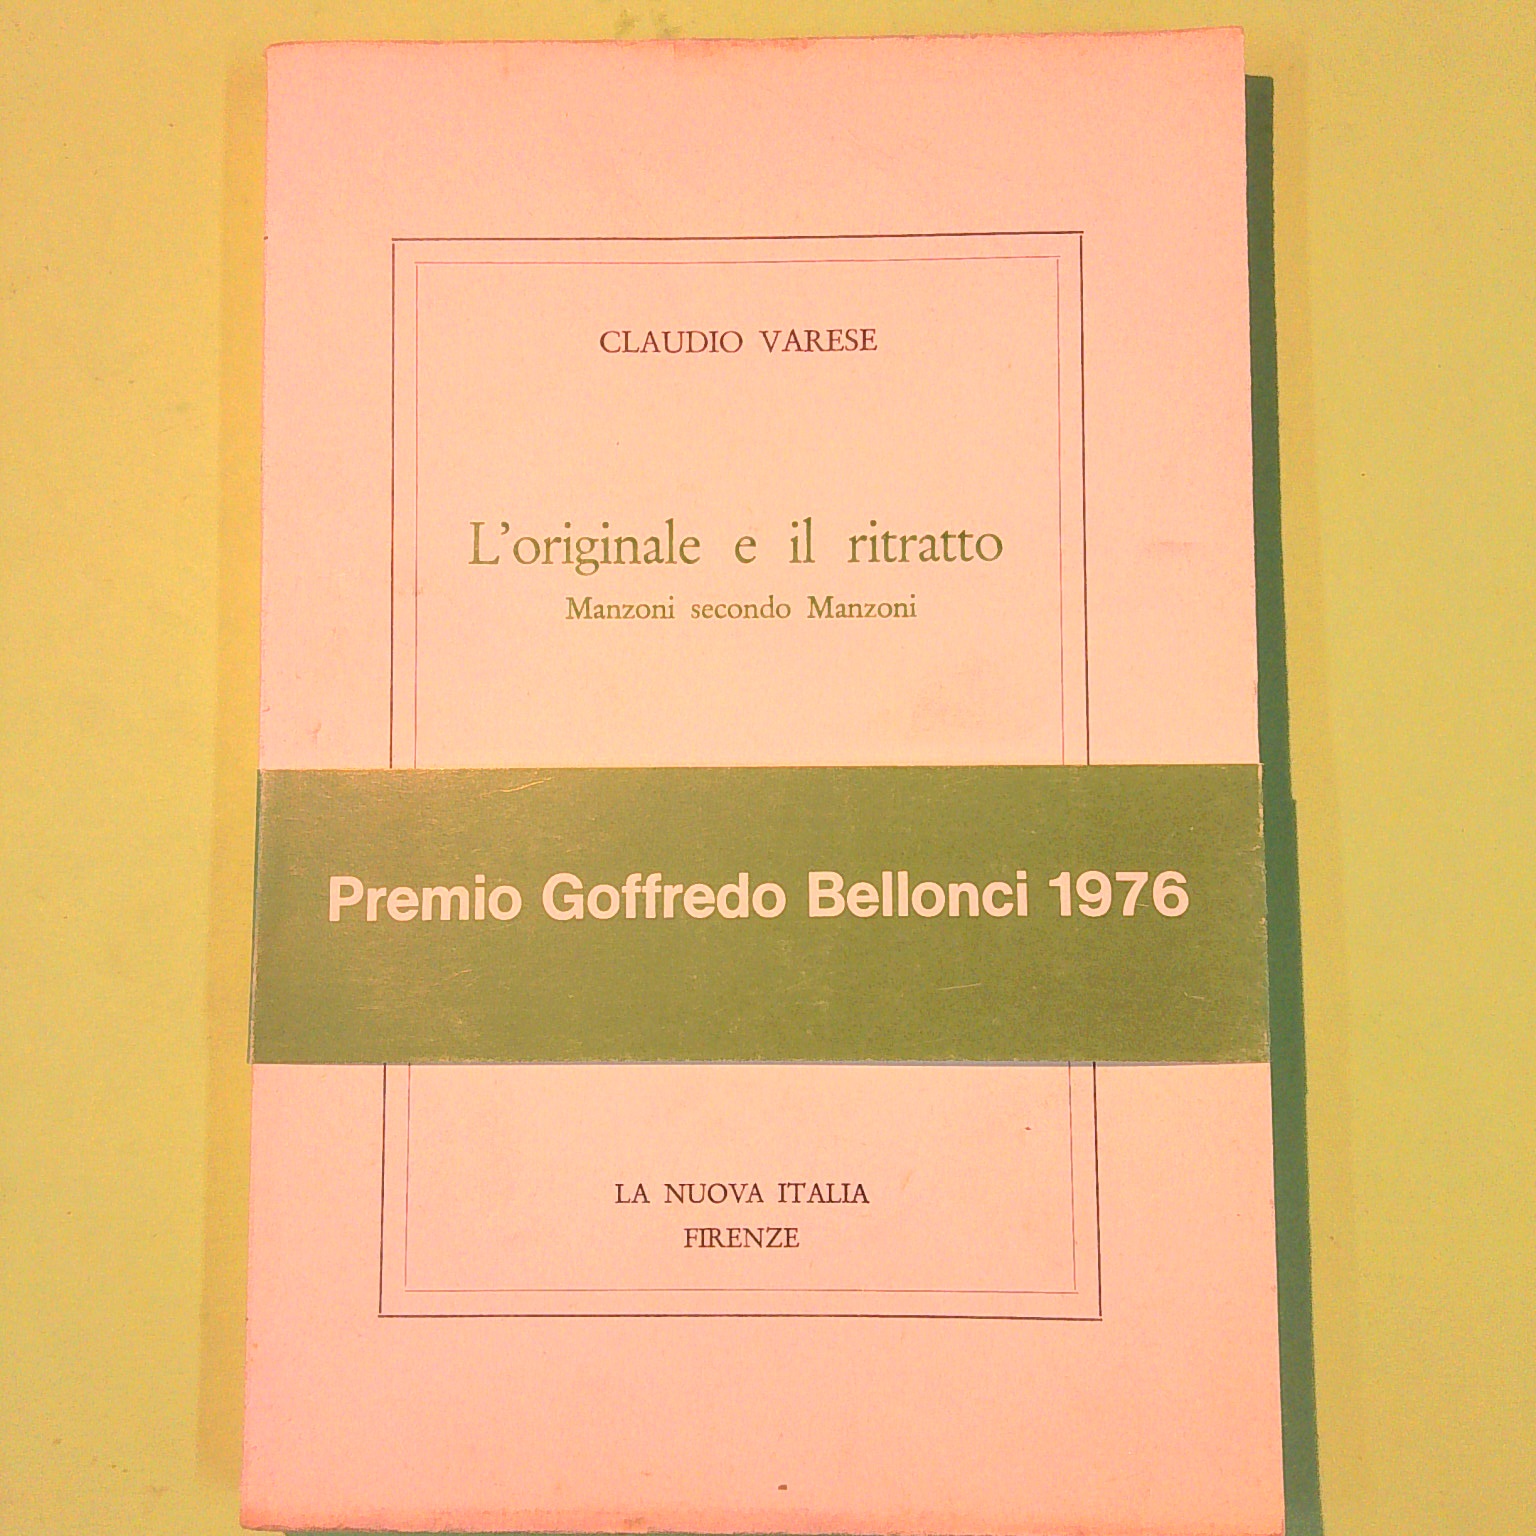 CLAUDIO VARESE
L'originale e il ritratto
Manzoni secondo Manzoni
Premio Goffredo Bellonci 1976
LA NUOVA ITALIA
FIRENZE